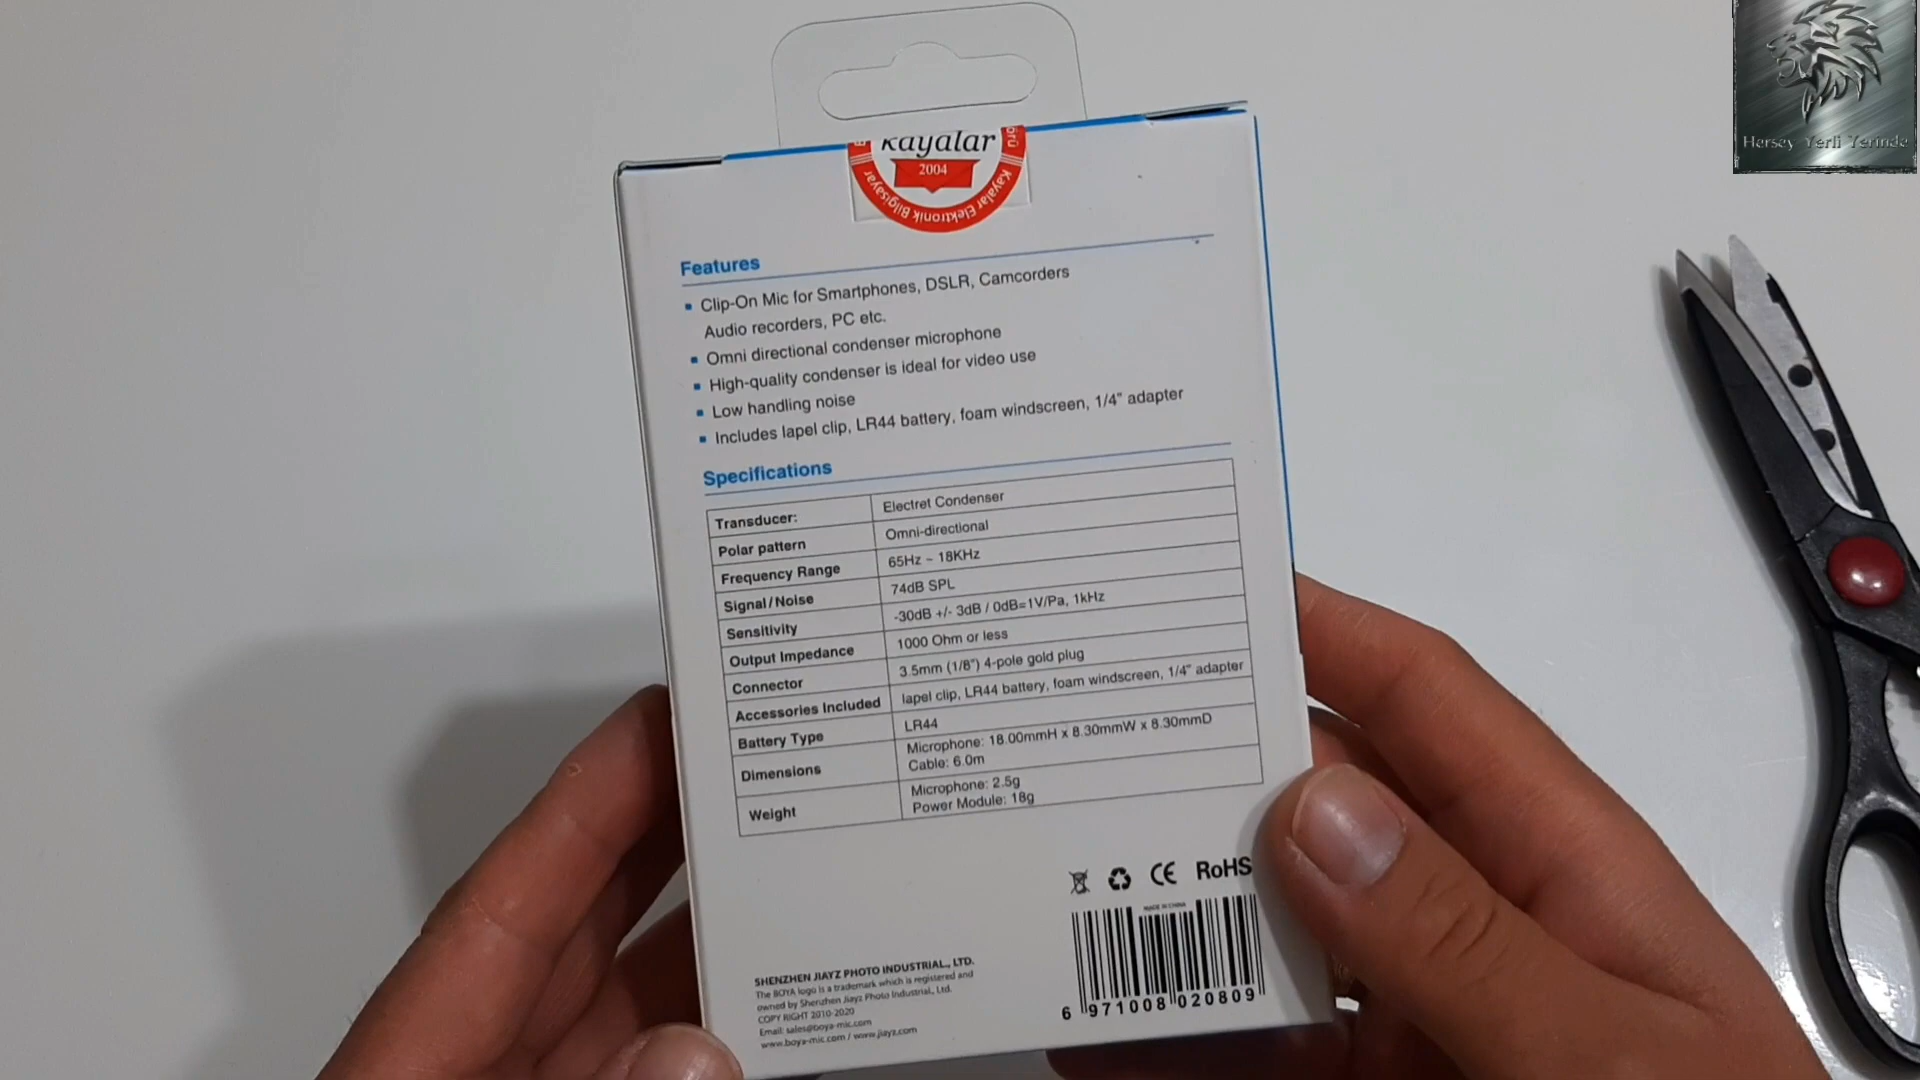 Hersey Yerli Yerinde
Kayalar
2004
Kayalar Elektronik Bilgisayar
Features
Clip-On Mic for Smartphones, DSLR, Camcorders
Audio recorders, PC etc.
Omni directional condenser microphone
High-quality condenser is ideal for video use
Low handling noise
Includes lapel clip, LR44 battery, foam windscreen, 1/4" adapter
Specifications
Transducer: Electret Condenser
Polar pattern Omni-directional
Frequency Range 65Hz ~ 18KHz
Signal/Noise 74dB SPL
Sensitivity -30dB +/- 3dB / 0dB=1V/Pa, 1kHz
Output Impedance 1000 Ohm or less
Connector 3.5mm (1/8") 4-pole gold plug
Accessories Included lapel clip, LR44 battery, foam windscreen, 1/4" adapter
Battery Type LR44
Dimensions Microphone: 18.00mmH x 8.30mmW x 8.30mmD
Cable: 6.0m
Weight Microphone: 2.5g
Power Module: 18g
CE RoHS
MADE IN CHINA
6 971008 020809
SHENZHEN JIAYZ PHOTO INDUSTRIAL., LTD.
The BOYA logo is a trademark which is registered and
owned by Shenzhen Jiayz Photo Industrial., Ltd.
COPY RIGHT 2010-2020
Email: sales@boya-mic.com
www.boya-mic.com / www.jiayz.com